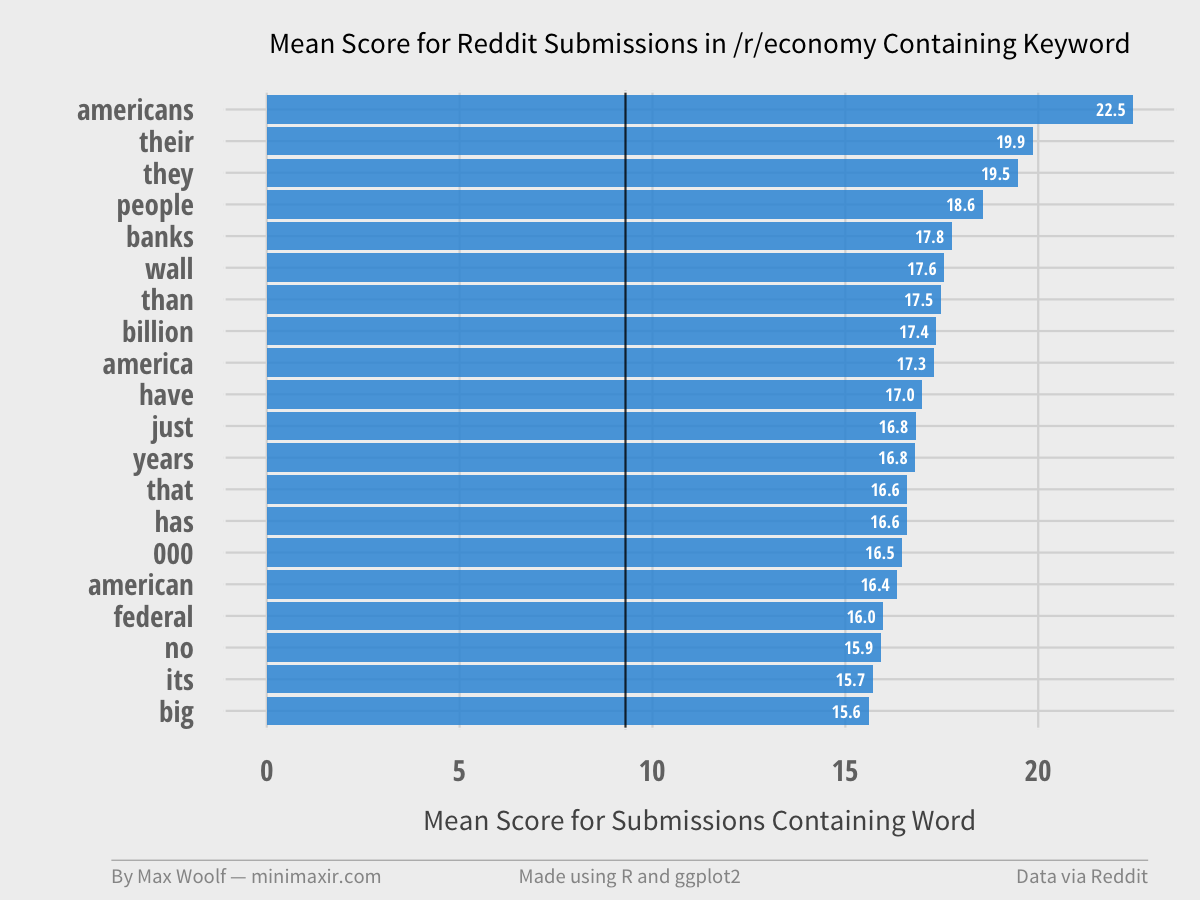 Mean Score for Reddit Submissions in /r/economy Containing Keyword
americans 22.5
their 19.9
they 19.5
people 18.6
banks 17.8
wall 17.6
than 17.5
billion 17.4
america 17.3
have 17.0
just 16.8
years 16.8
that 16.6
has 16.6
000 16.5
american 16.4
federal 16.0
no 15.9
its 15.7
big 15.6
0 5 10 15 20
Mean Score for Submissions Containing Word
By Max Woolf — minimaxir.com Made using R and ggplot2 Data via Reddit